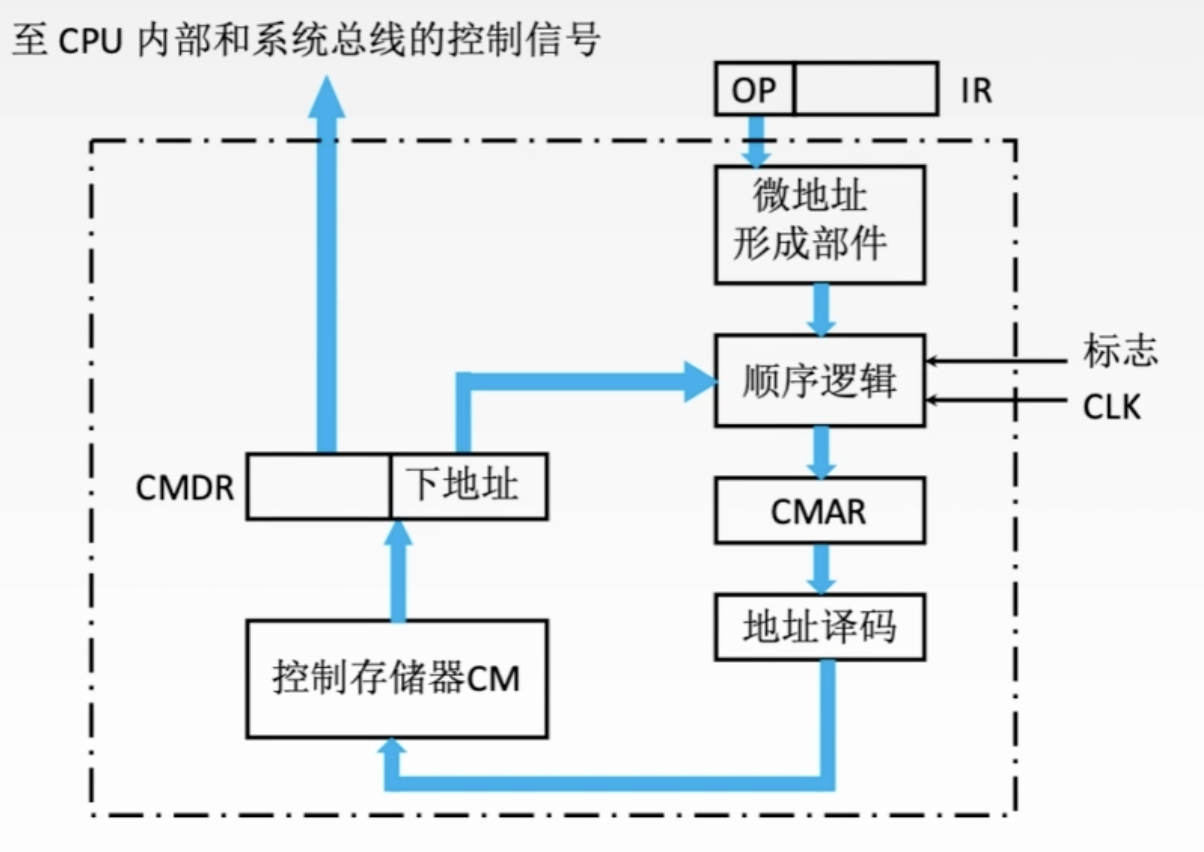 至 CPU 内部和系统总线的控制信号
OP
IR
微地址
形成部件
顺序逻辑
标志
CLK
CMDR
下地址
CMAR
地址译码
控制存储器CM